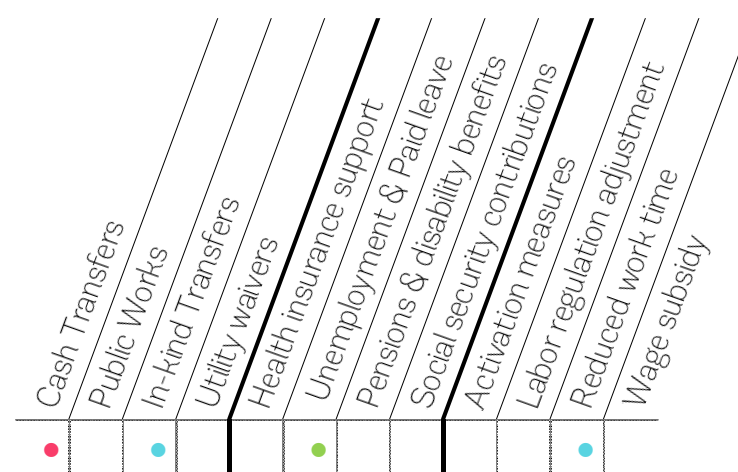 Cash Transfers
Public Works
In-kind Transfers
Utility waivers
Health insurance support
Unemployment & Paid leave
Pensions & disability benefits
Social security contributions
Activation measures
Labor regulation adjustment
Reduced work time
Wage subsidy